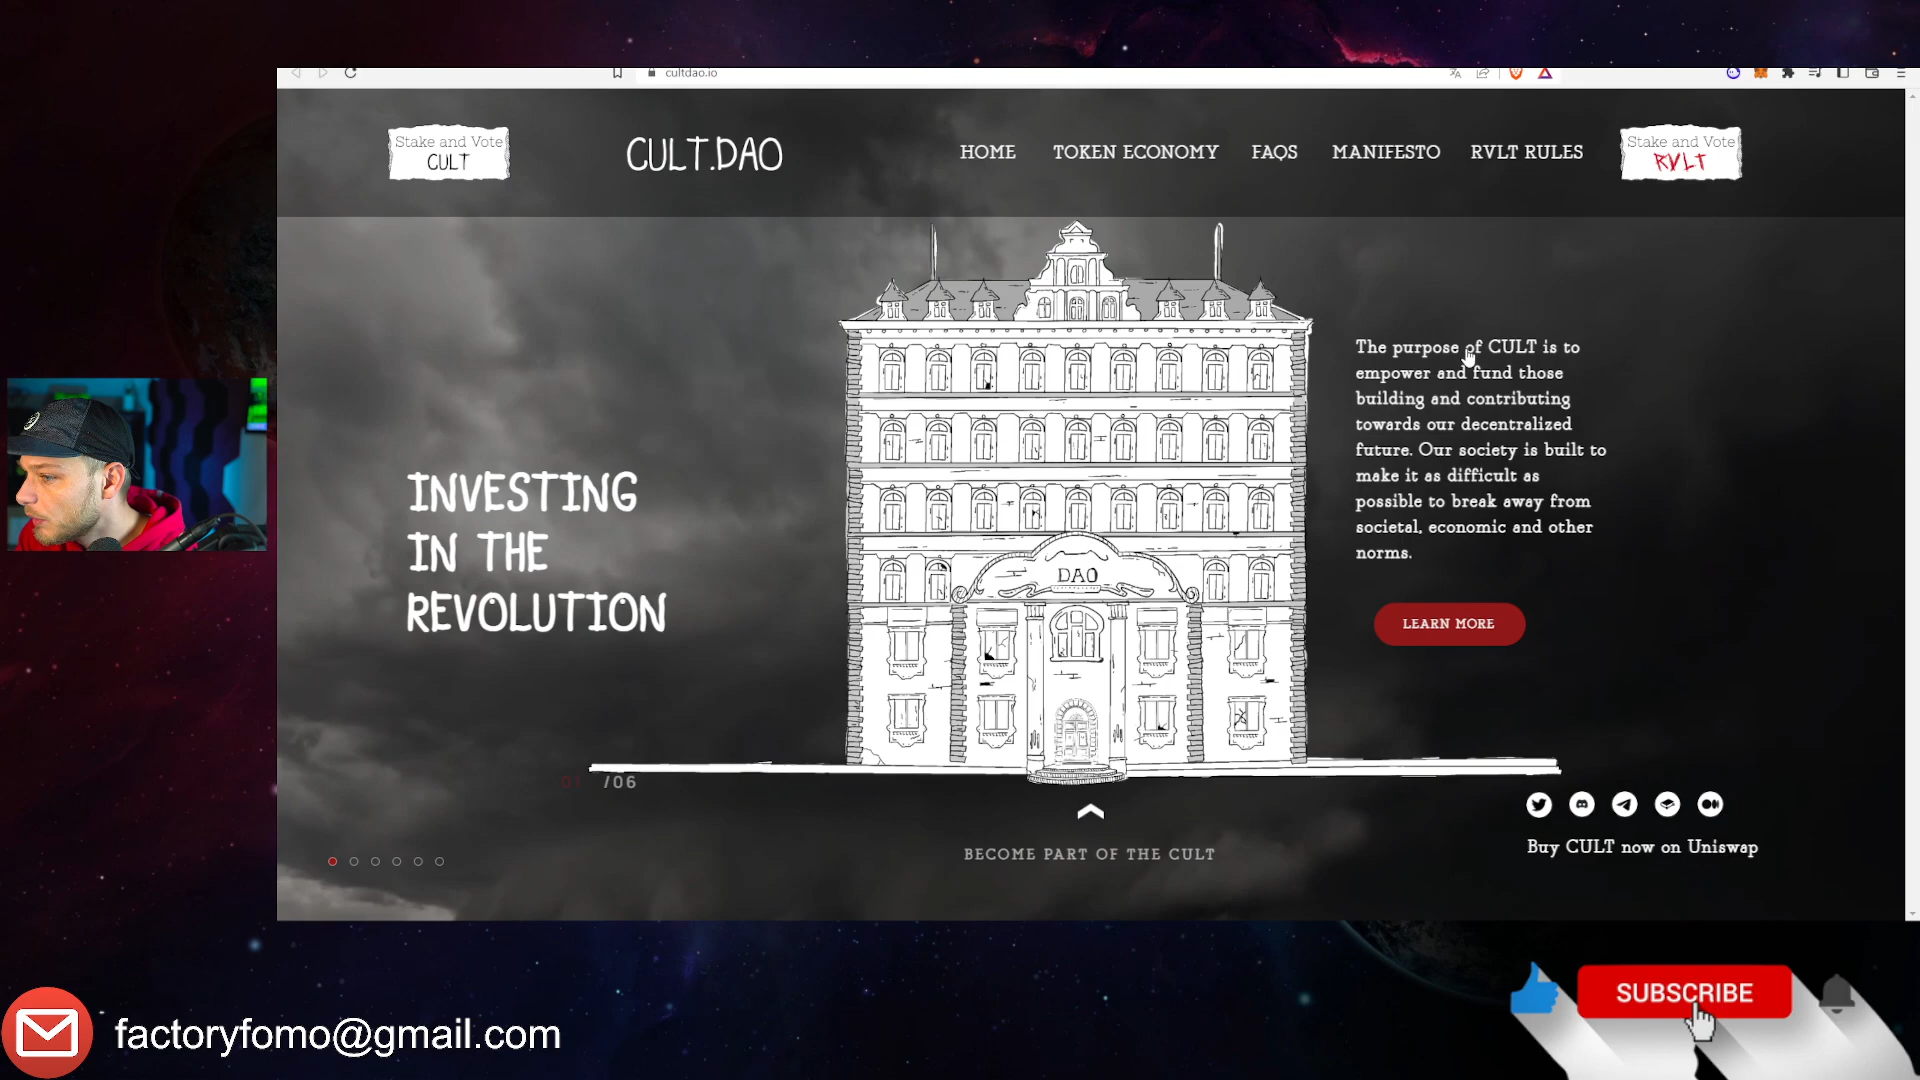 cultdao.io
Stake and Vote
CULT
CULT.DAO
HOME
TOKEN ECONOMY
FAQS
MANIFESTO
RVLT RULES
Stake and Vote
RVLT
INVESTING
IN THE
REVOLUTION
DAO
The purpose of CULT is to
empower and fund those
building and contributing
towards our decentralized
future. Our society is built to
make it as difficult as
possible to break away from
societal, economic and other
norms.
LEARN MORE
01 /06
BECOME PART OF THE CULT
Buy CULT now on Uniswap
factoryfomo@gmail.com
SUBSCRIBE